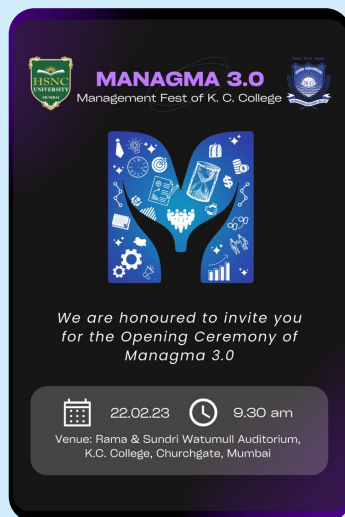 HSNC
UNIVERSITY
MUMBAI
MANAGMA 3.0
Management Fest of K. C. College
We are honoured to invite you
for the Opening Ceremony of
Managma 3.0
22.02.23 9.30 am
Venue: Rama & Sundri Watumull Auditorium,
K.C. College, Churchgate, Mumbai